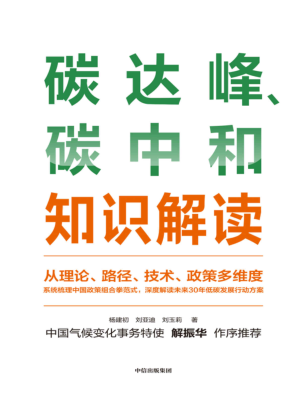 碳达峰、
碳中和
知识解读
从理论、路径、技术、政策多维度
系统梳理中国政策组合拳范式，深度解读未来30年低碳发展行动方案
杨建初 刘亚迪 刘玉莉 著
中国气候变化事务特使 解振华 作序推荐
中信出版集团